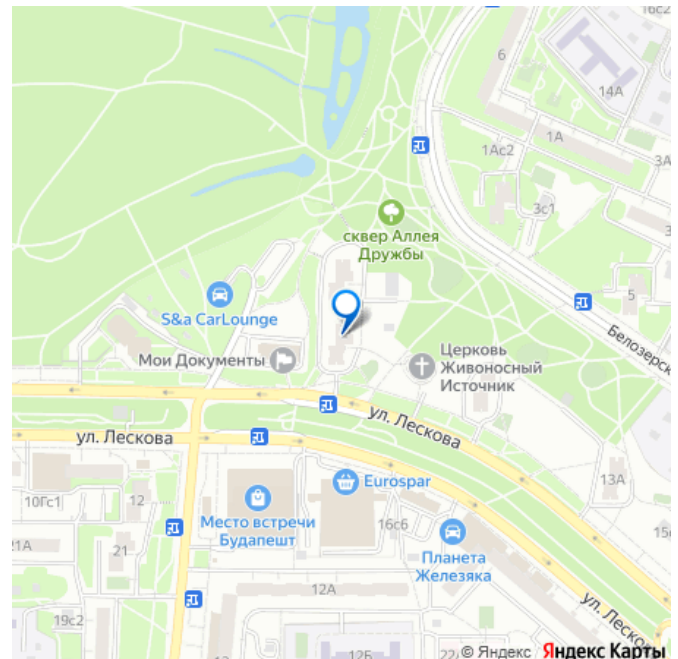 16с2
6
14А
1А
1Ас2
3А
3с1
сквер Аллея
Дружбы
5
S&a CarLounge
Белозерск
Мои Документы
Церковь
Живоносный
Источник
ул. Лескова
ул. Лескова
Eurospar
13А
10Гс1
12
Место встречи
Будапешт
16с6
21А
21
Планета
Железяка
12А
ул. Лескова
19с2
12Б
22
© Яндекс Яндекс Карты